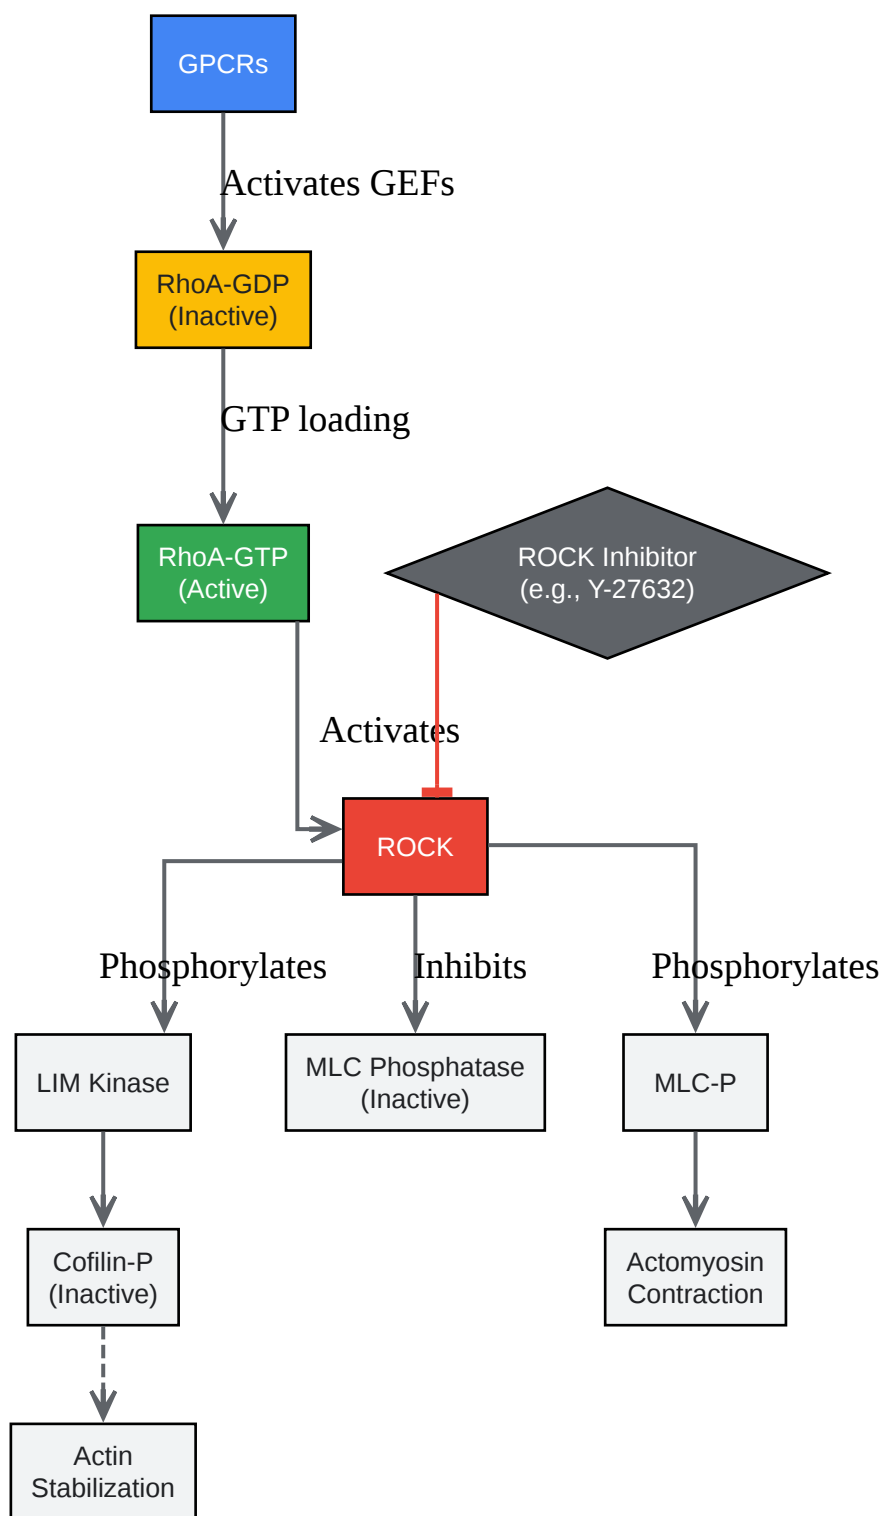 GPCRs
Activates GEFs
RhoA-GDP
(Inactive)
GTP loading
RhoA-GTP
(Active)
ROCK Inhibitor
(e.g., Y-27632)
Activates
ROCK
Phosphorylates
Inhibits
Phosphorylates
LIM Kinase
MLC Phosphatase
(Inactive)
MLC-P
Cofilin-P
(Inactive)
Actomyosin
Contraction
Actin
Stabilization